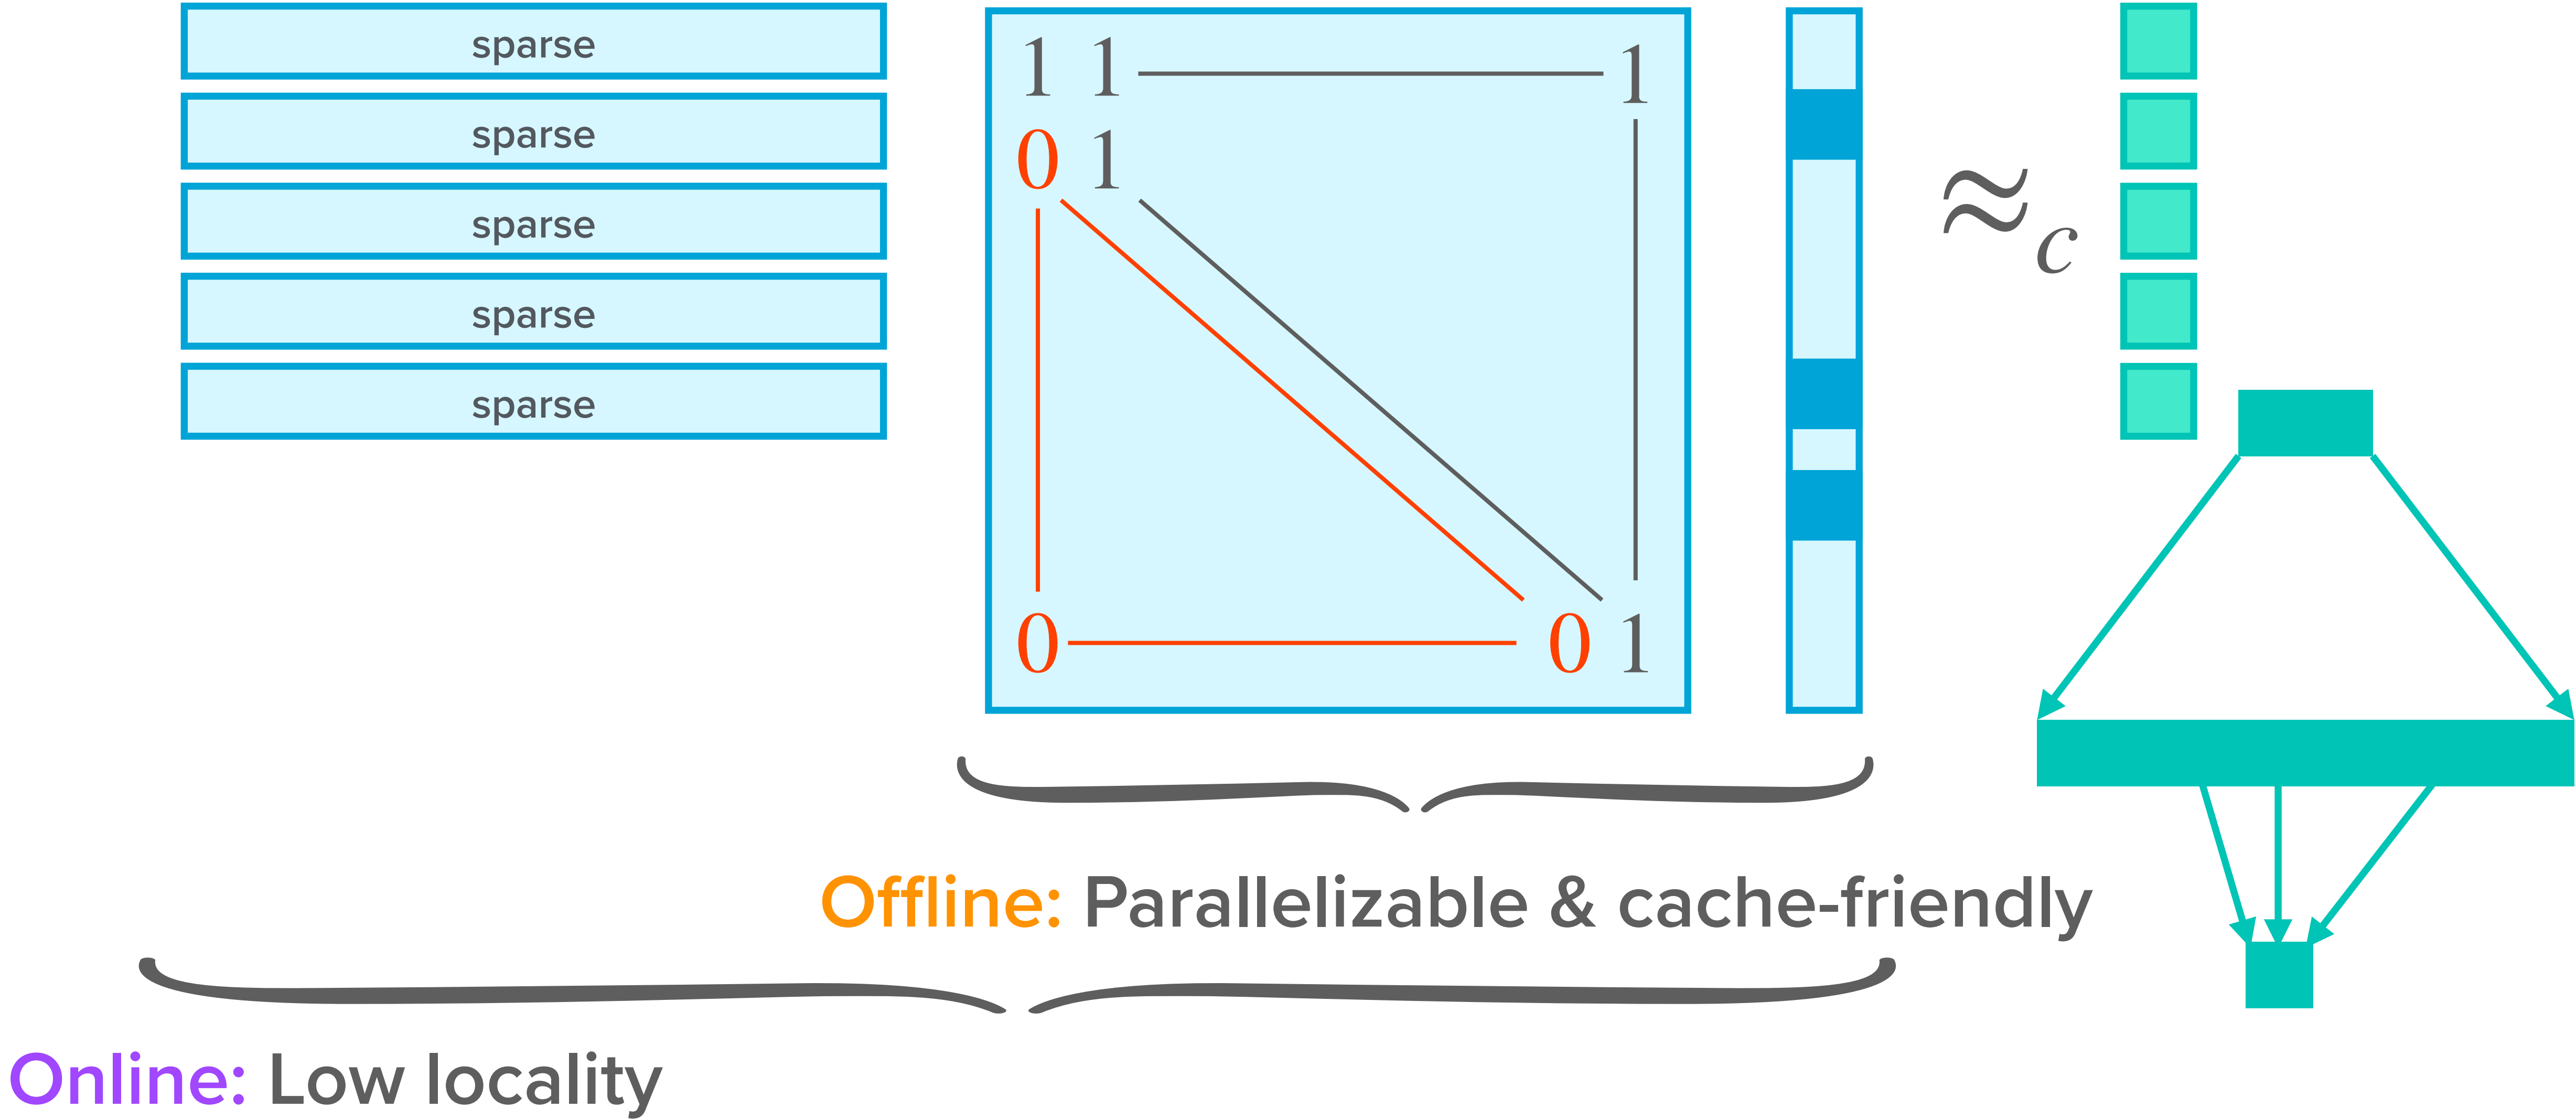 sparse
sparse
sparse
sparse
sparse
1 1 1
0 1
0 0 1
≈c
Offline: Parallelizable & cache-friendly
Online: Low locality